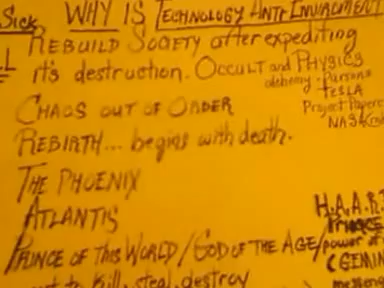 Sick, WHY IS TECHNOLOGY ANTI ENVIROMENT
REBUILD SOCIETY after expediting
it's destruction. OCCULT and PHYSICS
alchemy - Parsons
TESLA
Project Paper
NASA
CHAOS OUT OF ORDER
REBIRTH... begins with death.
THE PHOENIX
ATLANTIS
H.A.A.R.
PRINCE OF THIS WORLD / GOD OF THE AGE / power of
(GEMIN
to kill, steal, destroy